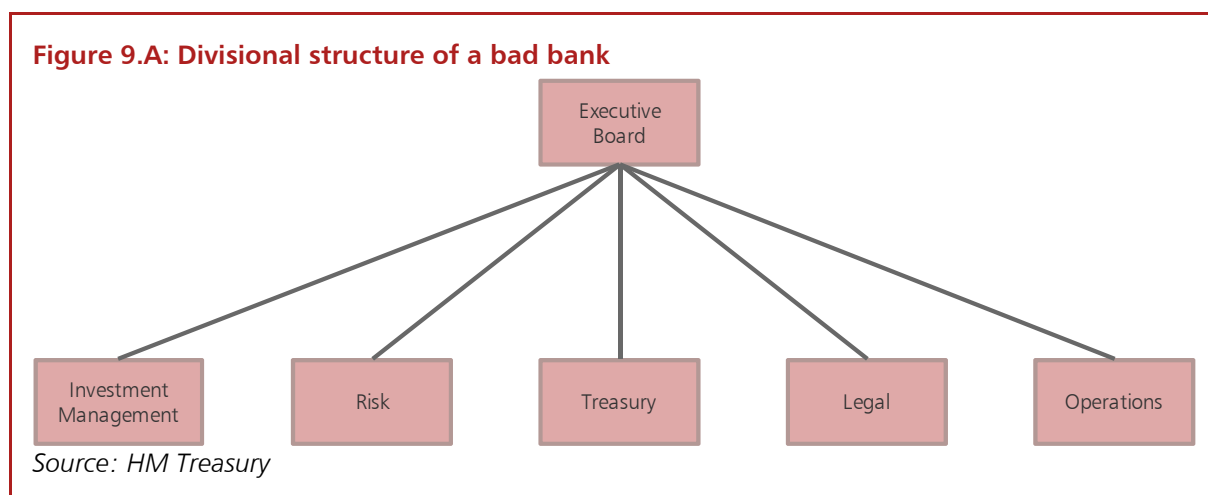 Figure 9.A: Divisional structure of a bad bank
Executive
Board
Investment
Management
Risk
Treasury
Legal
Operations
Source: HM Treasury